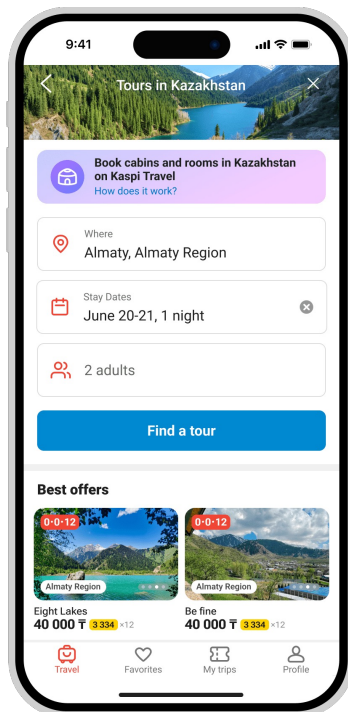 9:41
Tours in Kazakhstan
Book cabins and rooms in Kazakhstan
on Kaspi Travel
How does it work?
Where
Almaty, Almaty Region
Stay Dates
June 20-21, 1 night
2 adults
Find a tour
Best offers
0·0·12
0·0·12
Almaty Region
Almaty Region
Eight Lakes
Be fine
40 000 ₸ 3 334 ×12
40 000 ₸ 3 334 ×12
Travel
Favorites
My trips
Profile